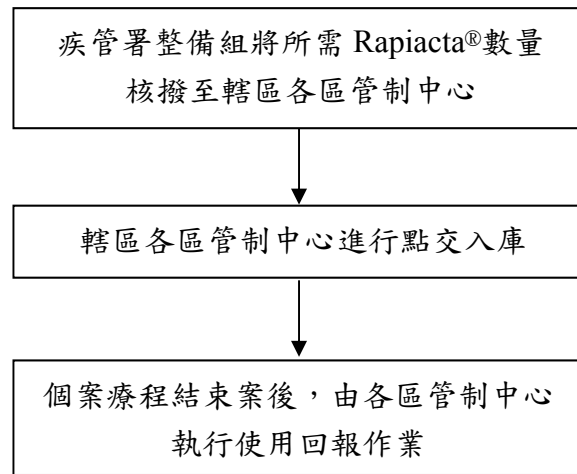 疾管署整備組將所需 Rapiacta®數量
核撥至轄區各區管制中心
轄區各區管制中心進行點交入庫
個案療程結束案後，由各區管制中心
執行使用回報作業